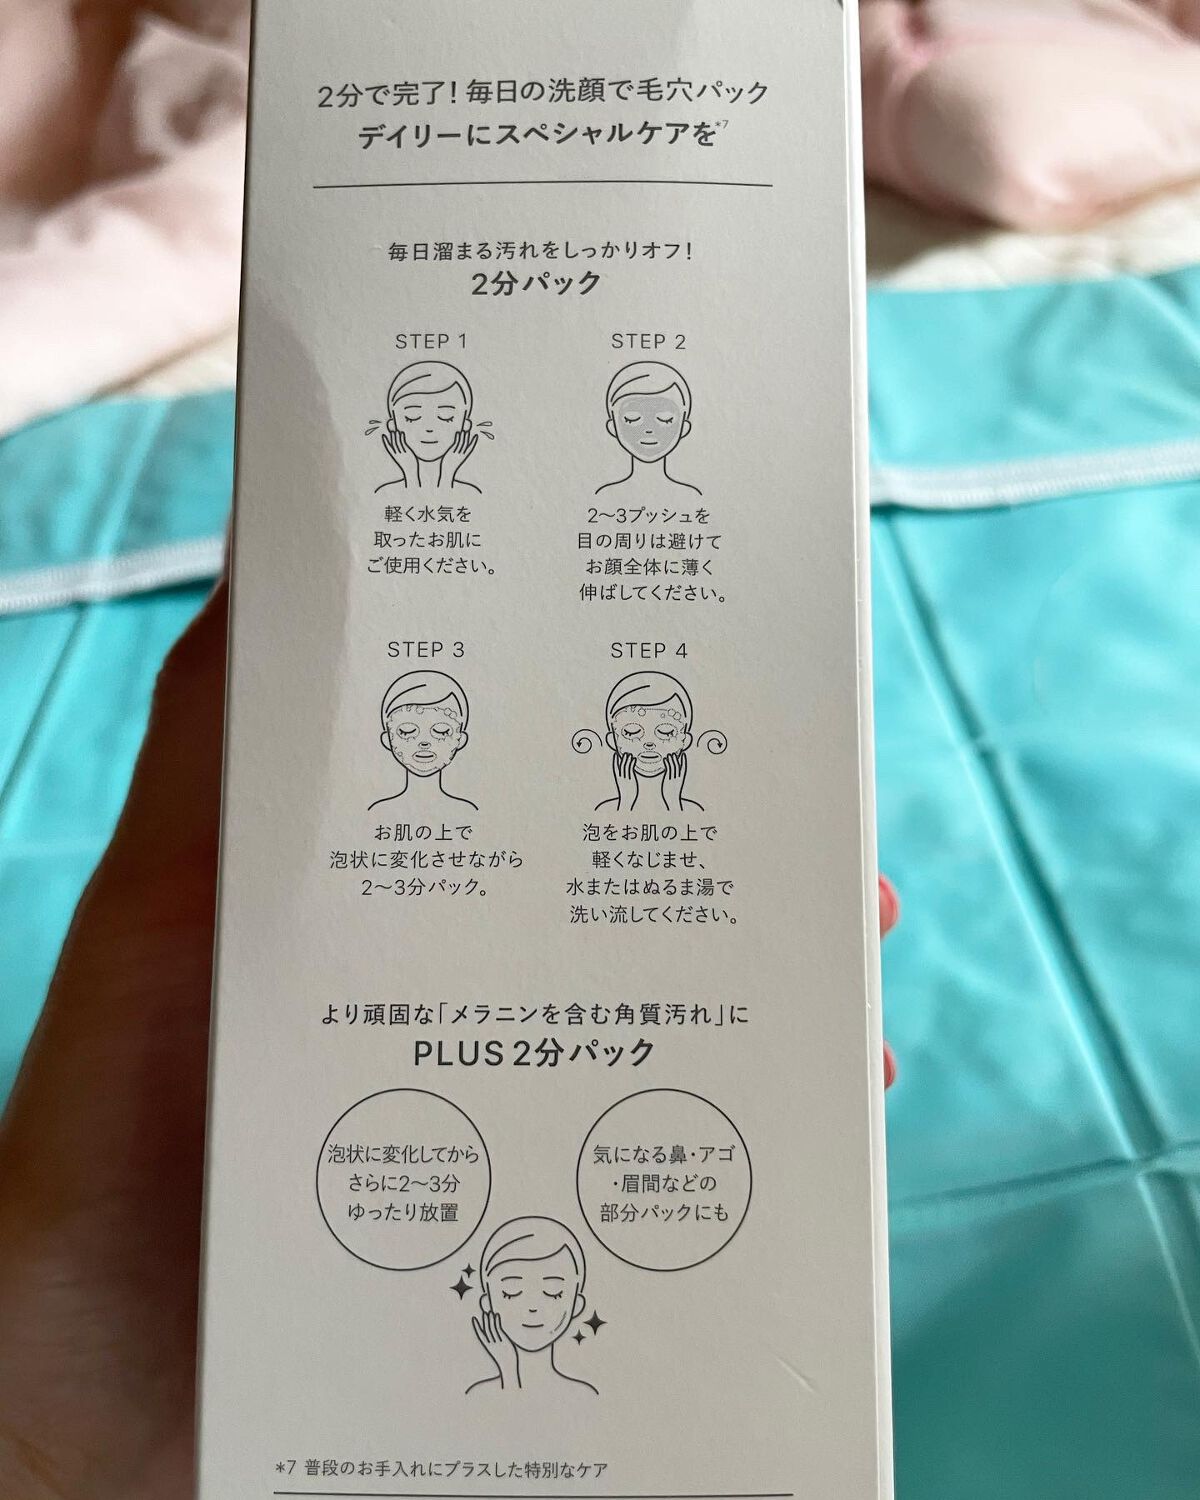 2分で完了！毎日の洗顔で毛穴パック
デイリーにスペシャルケアを*7
毎日溜まる汚れをしっかりオフ！
2分パック
STEP 1
軽く水気を
取ったお肌に
ご使用ください。
STEP 2
2〜3プッシュを
目の周りは避けて
お顔全体に薄く
伸ばしてください。
STEP 3
お肌の上で
泡状に変化させながら
2〜3分パック。
STEP 4
泡をお肌の上で
軽くなじませ、
水またはぬるま湯で
洗い流してください。
より頑固な「メラニンを含む角質汚れ」に
PLUS 2分パック
泡状に変化してから
さらに2〜3分
ゆったり放置
気になる鼻・アゴ
・眉間などの
部分パックにも
*7 普段のお手入れにプラスした特別なケア